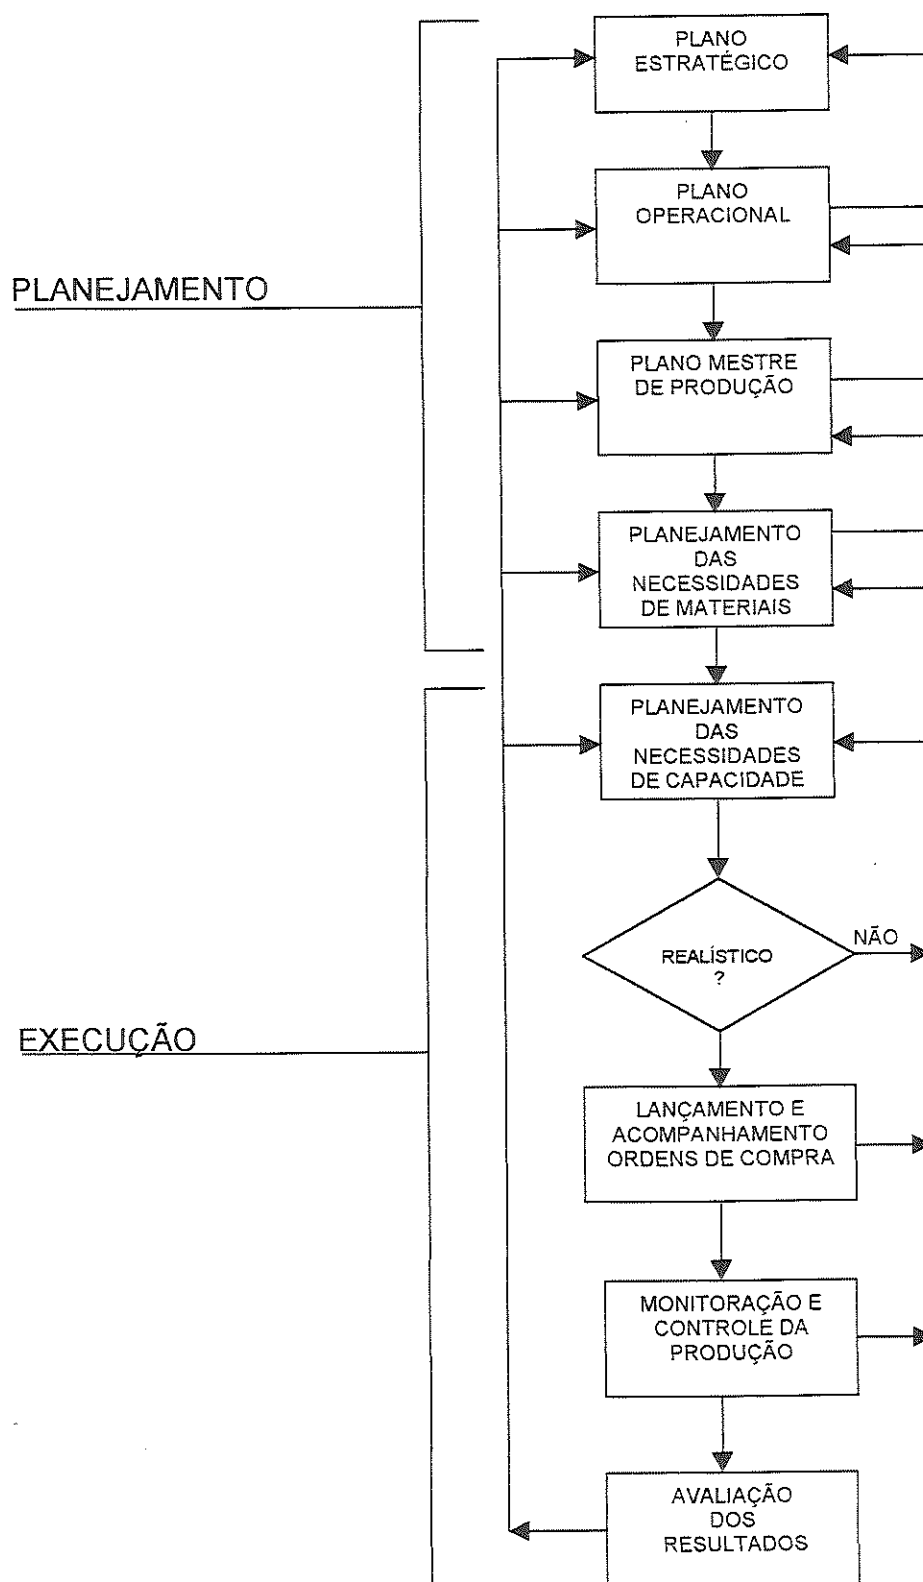 PLANO
ESTRATÉGICO
PLANO
OPERACIONAL
PLANEJAMENTO
PLANO MESTRE
DE PRODUÇÃO
PLANEJAMENTO
DAS
NECESSIDADES
DE MATERIAIS
PLANEJAMENTO
DAS
NECESSIDADES
DE CAPACIDADE
NÃO
REALÍSTICO
?
EXECUÇÃO
LANÇAMENTO E
ACOMPANHAMENTO
ORDENS DE COMPRA
MONITORAÇÃO E
CONTROLE DA
PRODUÇÃO
AVALIAÇÃO
DOS
RESULTADOS